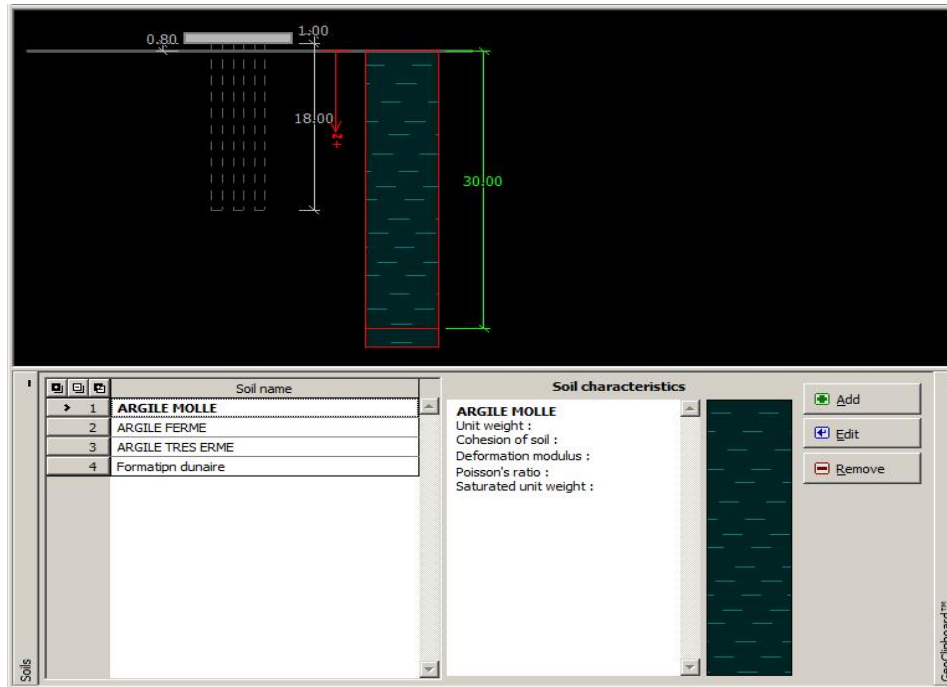 1.00
0.80
18.00
+z
30.00
Soil name
1 ARGILE MOLLE
2 ARGILE FERME
3 ARGILE TRES ERME
4 Formatipn dunaire
Soil characteristics
ARGILE MOLLE
Unit weight :
Cohesion of soil :
Deformation modulus :
Poisson's ratio :
Saturated unit weight :
Add
Edit
Remove
Soils
GeoClipboard™